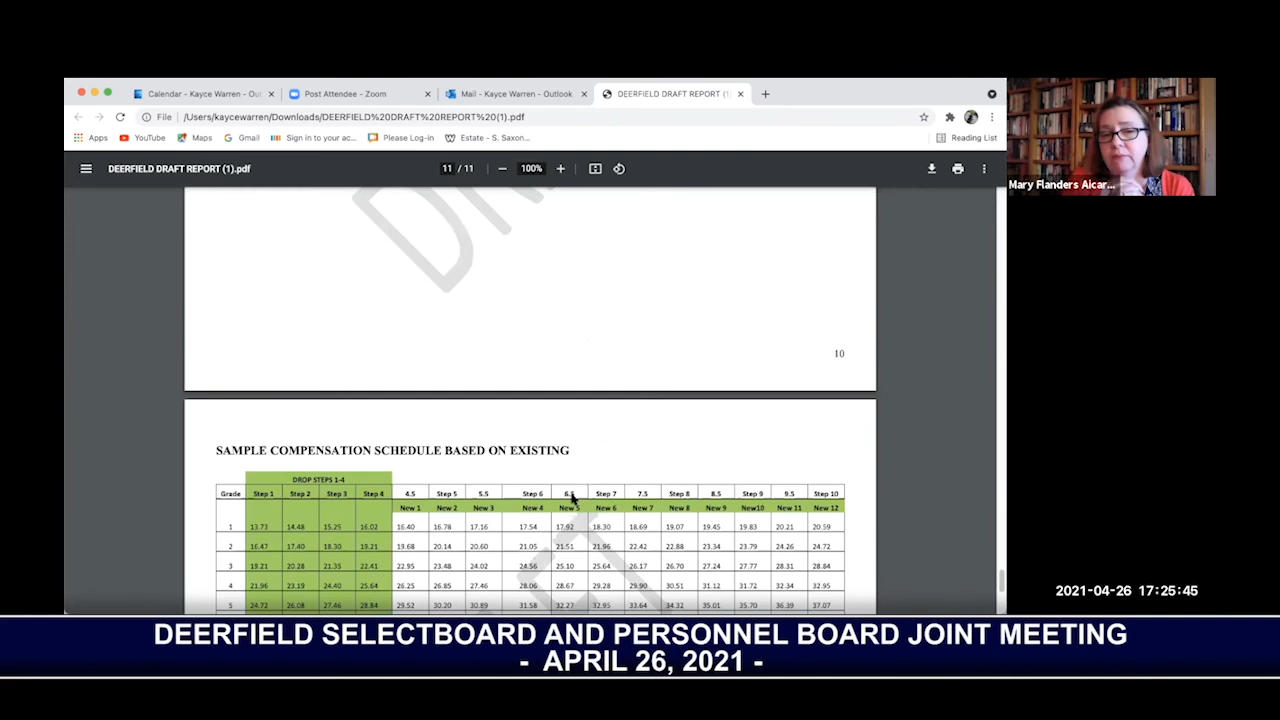 Calendar - Kayce Warren - Out
Post Attendee - Zoom
Mail - Kayce Warren - Outlook
DEERFIELD DRAFT REPORT (1)
File /Users/kaycewarren/Downloads/DEERFIELD%20DRAFT%20REPORT%20(1).pdf
Apps YouTube Maps Gmail Sign in to your ac... Please Log-in Estate - S. Saxon... Reading List
DEERFIELD DRAFT REPORT (1).pdf 11 / 11 100%
Mary Flanders Aicar...
10
SAMPLE COMPENSATION SCHEDULE BASED ON EXISTING
DROP STEPS 1-4
Grade Step 1 Step 2 Step 3 Step 4 4.5 Step 5 5.5 Step 6 6.5 Step 7 7.5 Step 8 8.5 Step 9 9.5 Step 10
New 1 New 2 New 3 New 4 New 5 New 6 New 7 New 8 New 9 New10 New 11 New 12
1 13.73 14.48 15.25 16.02 16.40 16.78 17.16 17.54 17.92 18.30 18.69 19.07 19.45 19.83 20.21 20.59
2 16.47 17.40 18.30 19.21 19.68 20.14 20.60 21.05 21.51 21.96 22.42 22.88 23.34 23.79 24.26 24.72
3 19.21 20.28 21.35 22.41 22.95 23.48 24.02 24.56 25.10 25.64 26.17 26.70 27.24 27.77 28.31 28.84
4 21.96 23.19 24.40 25.64 26.25 26.85 27.46 28.06 28.67 29.28 29.90 30.51 31.12 31.72 32.34 32.95
5 24.72 26.08 27.46 28.84 29.52 30.20 30.89 31.58 32.27 32.95 33.64 34.32 35.01 35.70 36.39 37.07
2021-04-26 17:25:45
DEERFIELD SELECTBOARD AND PERSONNEL BOARD JOINT MEETING
- APRIL 26, 2021 -